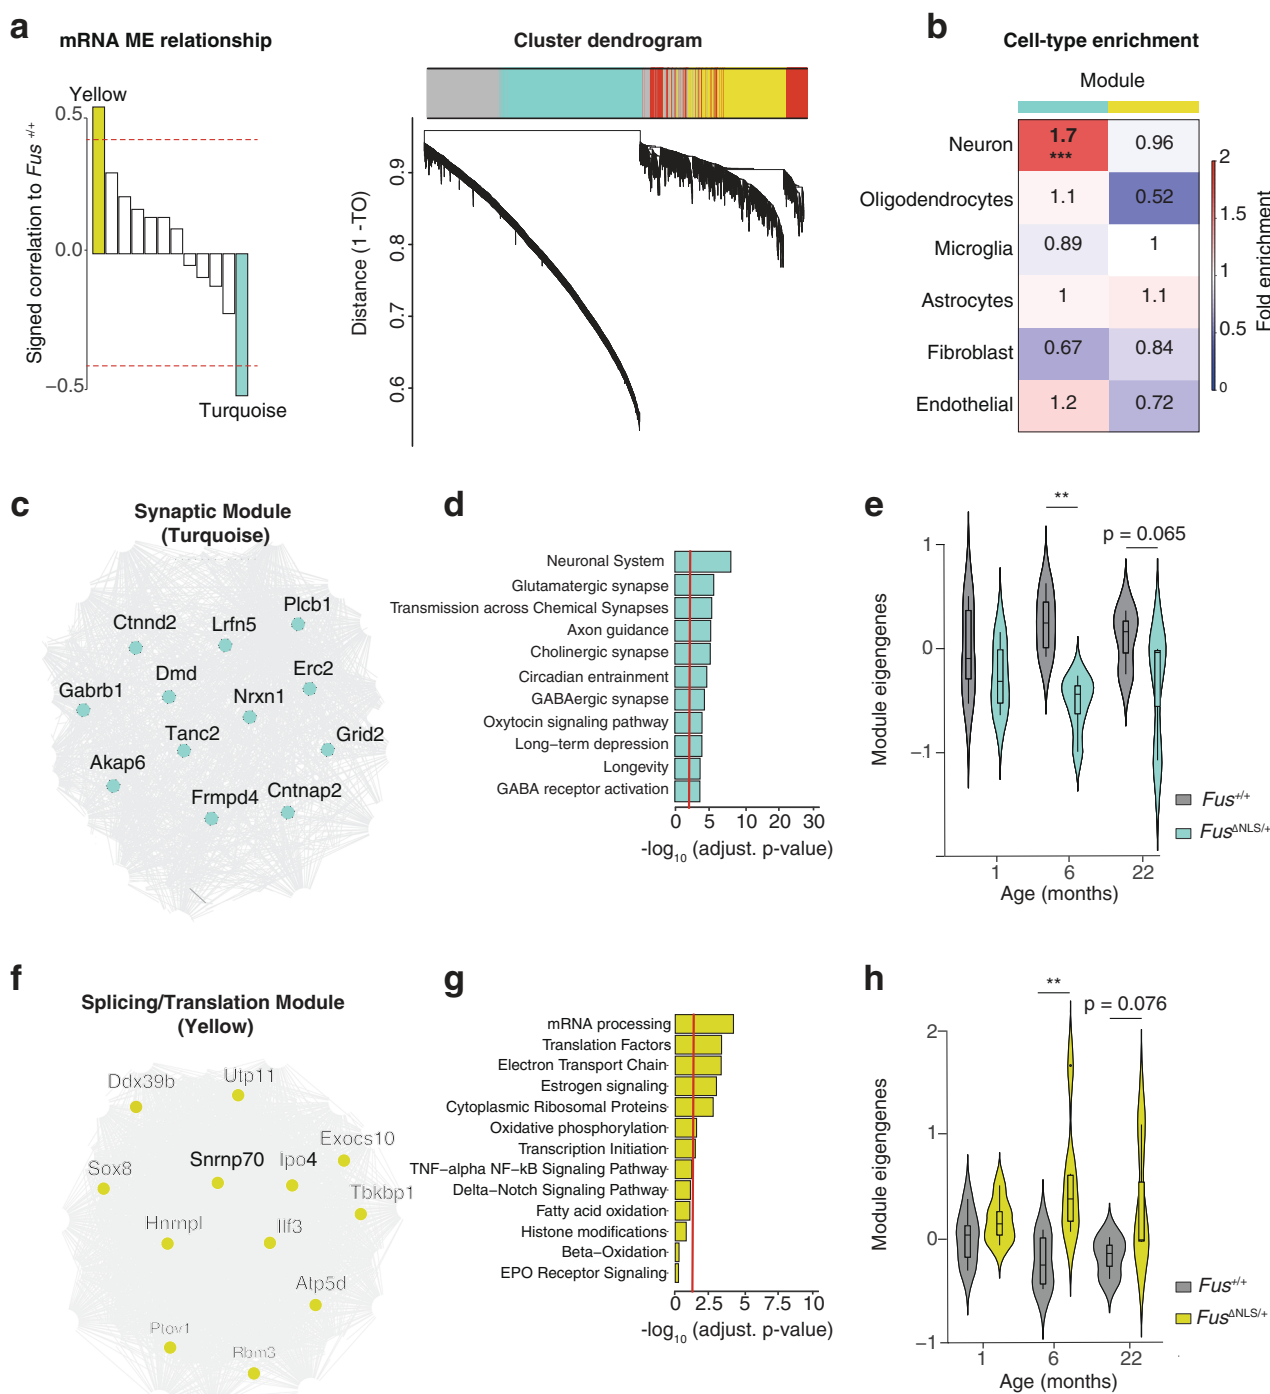 a
mRNA ME relationship
Cluster dendrogram
Yellow
0.5
0.0
−0.5
Signed correlation to Fus +/+
Turquoise
Distance (1 -TO)
0.9
0.8
0.7
0.6
b
Cell-type enrichment
Module
Neuron 1.7 *** 0.96
Oligodendrocytes 1.1 0.52
Microglia 0.89 1
Astrocytes 1 1.1
Fibroblast 0.67 0.84
Endothelial 1.2 0.72
2
1.5
1
0.5
0
Fold enrichment
c
Synaptic Module
(Turquoise)
Plcb1
Ctnnd2
Lrfn5
Dmd
Erc2
Gabrb1
Nrxn1
Tanc2
Grid2
Akap6
Frmpd4
Cntnap2
d
Neuronal System
Glutamatergic synapse
Transmission across Chemical Synapses
Axon guidance
Cholinergic synapse
Circadian entrainment
GABAergic synapse
Oxytocin signaling pathway
Long−term depression
Longevity
GABA receptor activation
0 5 10 20 30
-log10 (adjust. p-value)
e
**
p = 0.065
1
0
−1
Module eigengenes
Fus+/+
FusΔNLS/+
1 6 22
Age (months)
f
Splicing/Translation Module
(Yellow)
Ddx39b
Utp11
Exocs10
Sox8
Snrnp70
Ipo4
Tbkbp1
Hnrnpl
Ilf3
Atp5d
Ptov1
Rbm3
g
mRNA processing
Translation Factors
Electron Transport Chain
Estrogen signaling
Cytoplasmic Ribosomal Proteins
Oxidative phosphorylation
Transcription Initiation
TNF−alpha NF−kB Signaling Pathway
Delta−Notch Signaling Pathway
Fatty acid oxidation
Histone modifications
Beta−Oxidation
EPO Receptor Signaling
0 2.5 5 7.5 10
-log10 (adjust. p-value)
h
**
p = 0.076
2
1
0
−1
Module eigengenes
Fus+/+
FusΔNLS/+
1 6 22
Age (months)